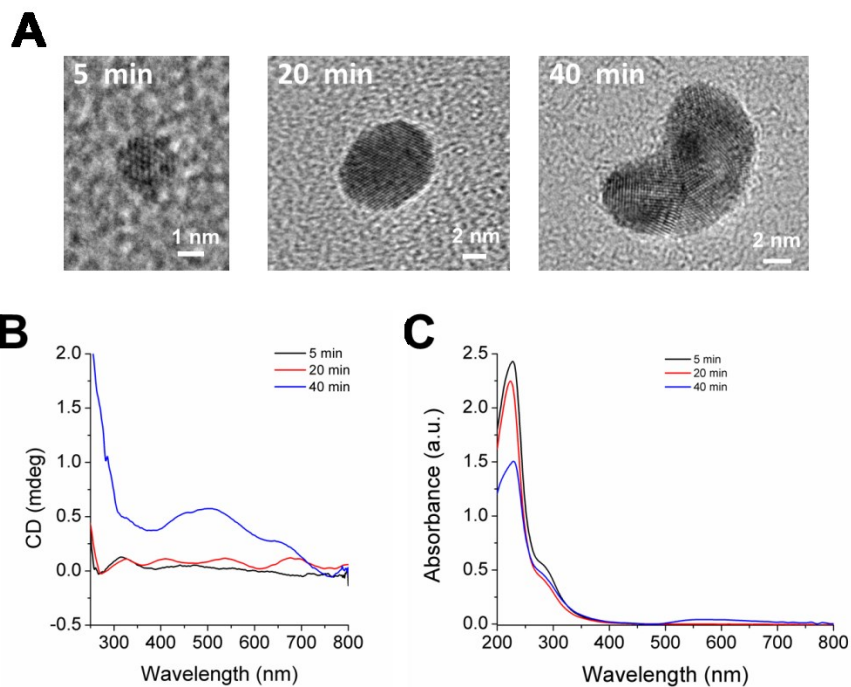 A
5 min
20 min
40 min
1 nm
2 nm
2 nm
B
C
5 min
20 min
40 min
2.0
1.5
1.0
0.5
0.0
-0.5
CD (mdeg)
300 400 500 600 700 800
Wavelength (nm)
5 min
20 min
40 min
2.5
2.0
1.5
1.0
0.5
0.0
Absorbance (a.u.)
200 300 400 500 600 700 800
Wavelength (nm)